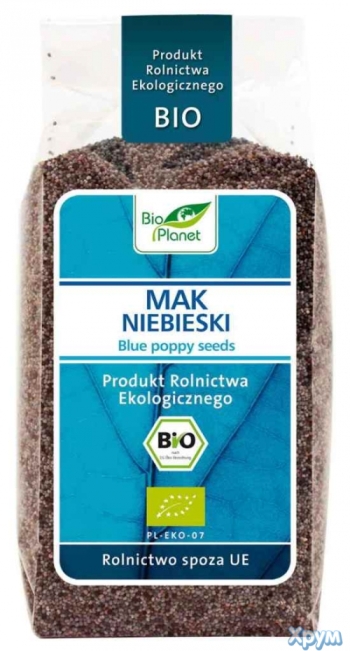 Produkt
Rolnictwa
Ekologicznego
BIO
Bio
Planet
MAK
NIEBIESKI
Blue poppy seeds
Produkt Rolnictwa
Ekologicznego
BiO
nach
PL-EKO-07
Rolnictwo spoza UE
Хрум